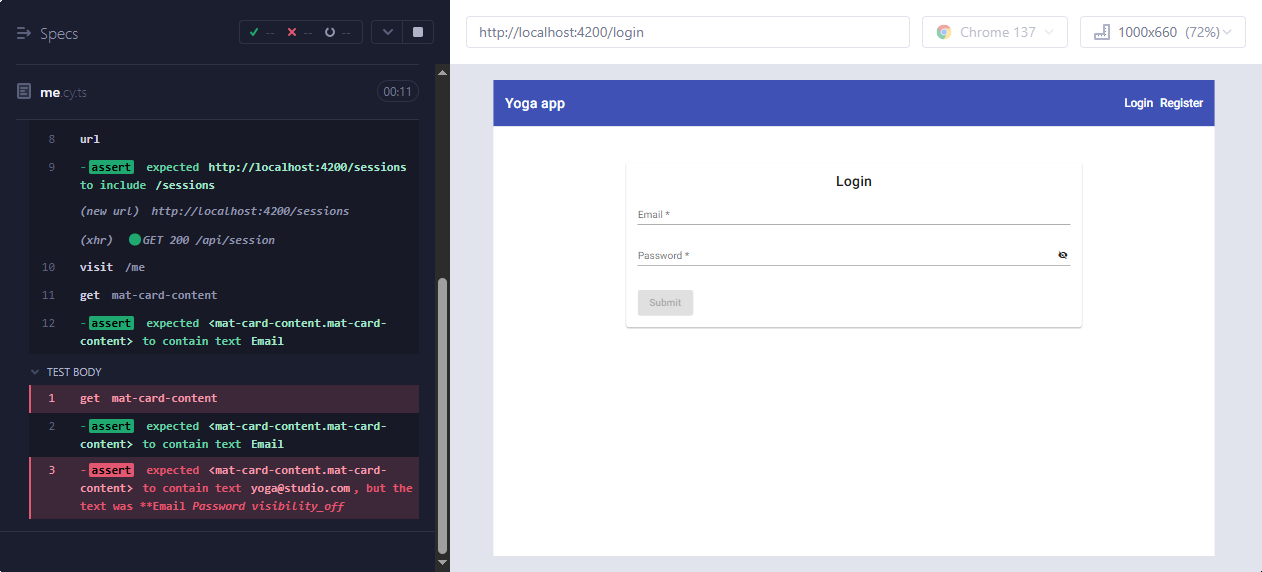 Specs
-- -- --
me.cy.ts
00:11
8 url
9 -assert expected http://localhost:4200/sessions
to include /sessions
(new url) http://localhost:4200/sessions
(xhr) GET 200 /api/session
10 visit /me
11 get mat-card-content
12 -assert expected <mat-card-content.mat-card-
content> to contain text Email
TEST BODY
1 get mat-card-content
2 -assert expected <mat-card-content.mat-card-
content> to contain text Email
3 -assert expected <mat-card-content.mat-card-
content> to contain text yoga@studio.com, but the
text was **Email Password visibility_off
http://localhost:4200/login
Chrome 137
1000x660 (72%)
Yoga app
Login Register
Login
Email *
Password *
Submit